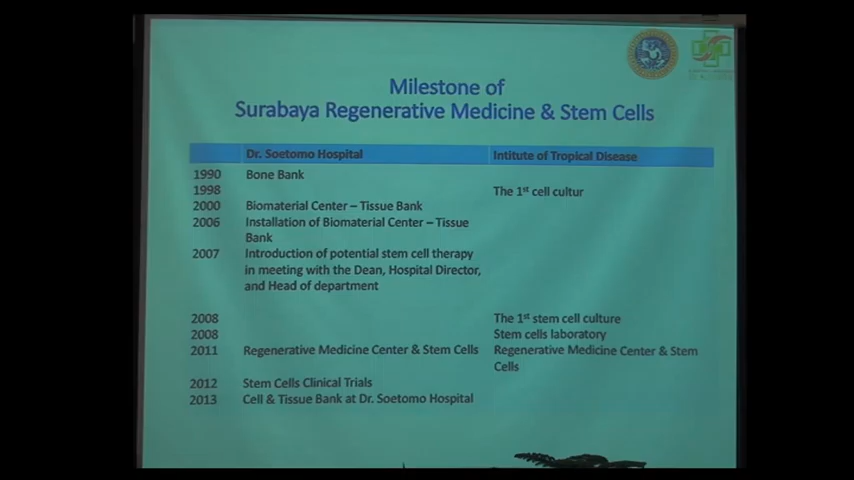 Milestone of
Surabaya Regenerative Medicine & Stem Cells
Dr. Soetomo Hospital Intitute of Tropical Disease
1990 Bone Bank
1998 The 1st cell cultur
2000 Biomaterial Center – Tissue Bank
2006 Installation of Biomaterial Center – Tissue
Bank
2007 Introduction of potential stem cell therapy
in meeting with the Dean, Hospital Director,
and Head of department
2008 The 1st stem cell culture
2008 Stem cells laboratory
2011 Regenerative Medicine Center & Stem Cells Regenerative Medicine Center & Stem
Cells
2012 Stem Cells Clinical Trials
2013 Cell & Tissue Bank at Dr. Soetomo Hospital